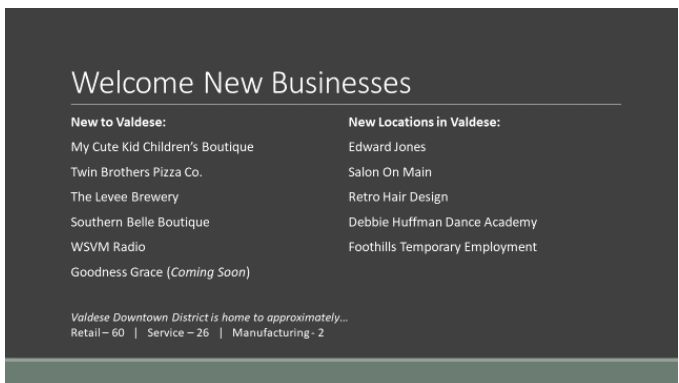 Welcome New Businesses
New to Valdese:
My Cute Kid Children's Boutique
Twin Brothers Pizza Co.
The Levee Brewery
Southern Belle Boutique
WSVM Radio
Goodness Grace (Coming Soon)
New Locations in Valdese:
Edward Jones
Salon On Main
Retro Hair Design
Debbie Huffman Dance Academy
Foothills Temporary Employment
Valdese Downtown District is home to approximately…
Retail – 60 | Service – 26 | Manufacturing - 2